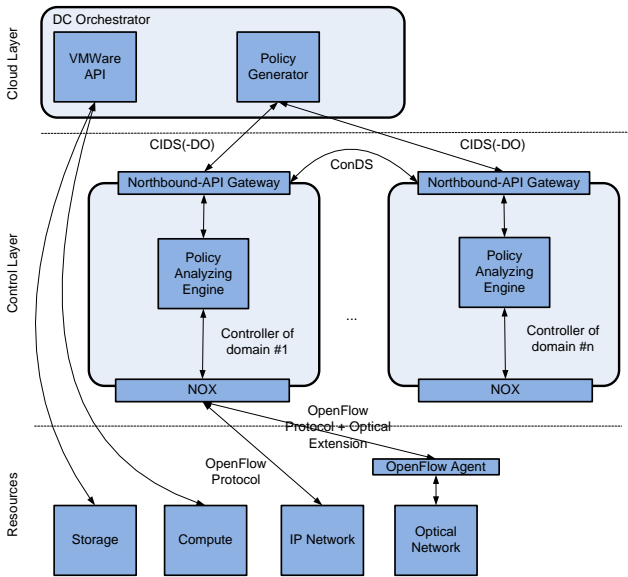 DC Orchestrator
Cloud Layer
VMWare
API
Policy
Generator
CIDS(-DO)
CIDS(-DO)
ConDS
Northbound-API Gateway
Northbound-API Gateway
Control Layer
Policy
Analyzing
Engine
Policy
Analyzing
Engine
...
Controller of
domain #1
Controller of
domain #n
NOX
NOX
OpenFlow
Protocol + Optical
Extension
OpenFlow
Protocol
OpenFlow Agent
Resources
Storage
Compute
IP Network
Optical
Network